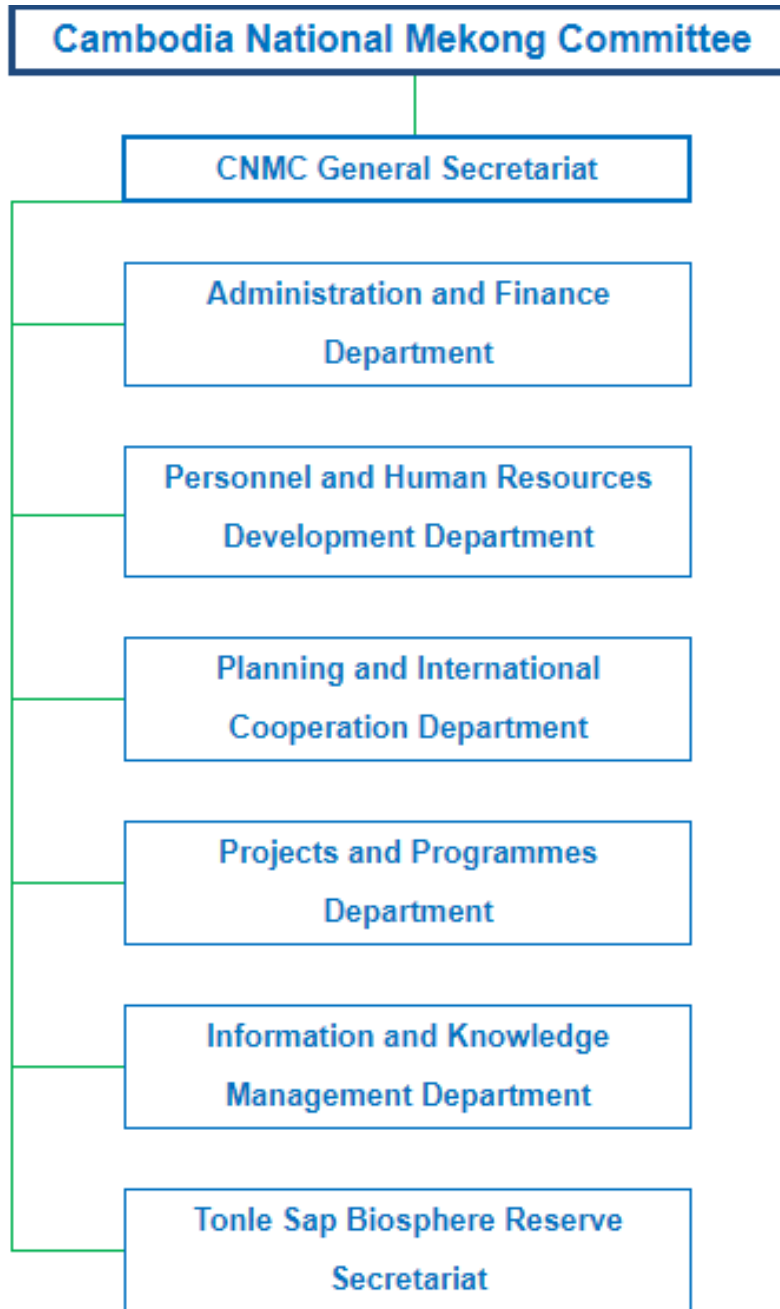 Cambodia National Mekong Committee
CNMC General Secretariat
Administration and Finance
Department
Personnel and Human Resources
Development Department
Planning and International
Cooperation Department
Projects and Programmes
Department
Information and Knowledge
Management Department
Tonle Sap Biosphere Reserve
Secretariat